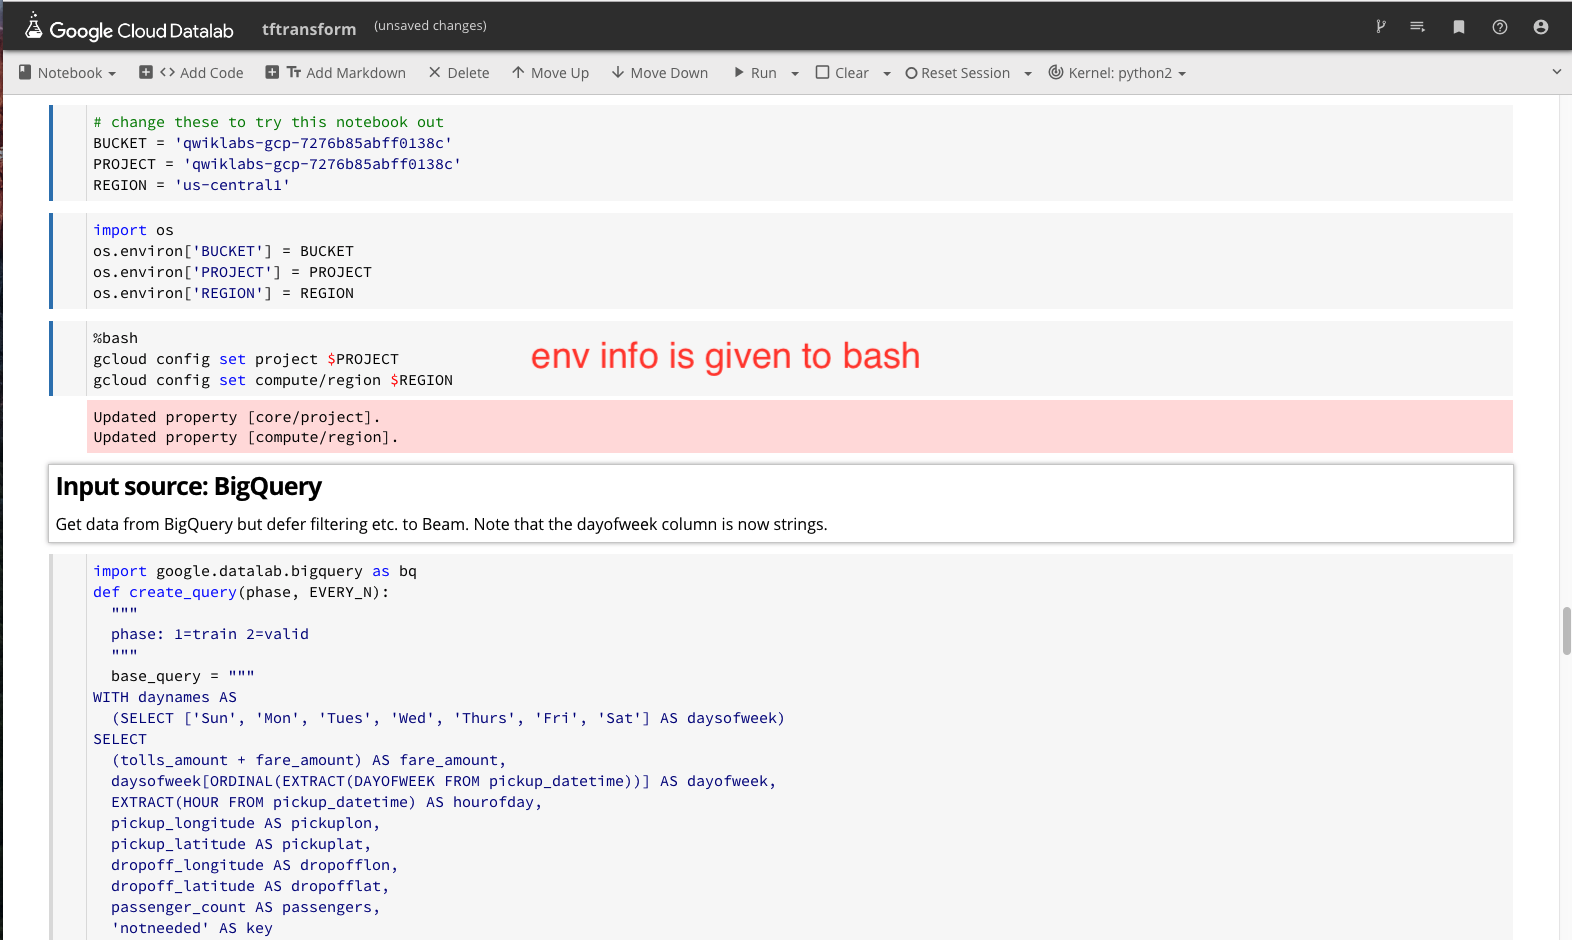 Google Cloud Datalab tftransform (unsaved changes)
Notebook Add Code Add Markdown Delete Move Up Move Down Run Clear Reset Session Kernel: python2
# change these to try this notebook out
BUCKET = 'qwiklabs-gcp-7276b85abff0138c'
PROJECT = 'qwiklabs-gcp-7276b85abff0138c'
REGION = 'us-central1'
import os
os.environ['BUCKET'] = BUCKET
os.environ['PROJECT'] = PROJECT
os.environ['REGION'] = REGION
%bash
gcloud config set project $PROJECT
gcloud config set compute/region $REGION
env info is given to bash
Updated property [core/project].
Updated property [compute/region].
Input source: BigQuery
Get data from BigQuery but defer filtering etc. to Beam. Note that the dayofweek column is now strings.
import google.datalab.bigquery as bq
def create_query(phase, EVERY_N):
"""
phase: 1=train 2=valid
"""
base_query = """
WITH daynames AS
(SELECT ['Sun', 'Mon', 'Tues', 'Wed', 'Thurs', 'Fri', 'Sat'] AS daysofweek)
SELECT
(tolls_amount + fare_amount) AS fare_amount,
daysofweek[ORDINAL(EXTRACT(DAYOFWEEK FROM pickup_datetime))] AS dayofweek,
EXTRACT(HOUR FROM pickup_datetime) AS hourofday,
pickup_longitude AS pickuplon,
pickup_latitude AS pickuplat,
dropoff_longitude AS dropofflon,
dropoff_latitude AS dropofflat,
passenger_count AS passengers,
'notneeded' AS key